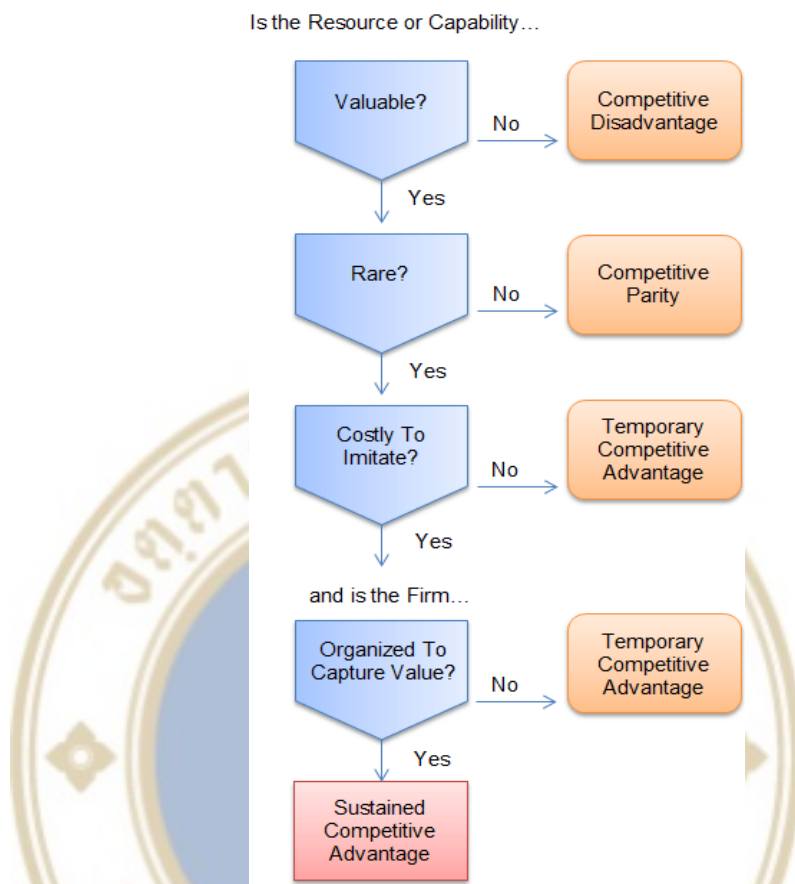 Is the Resource or Capability…
Valuable?
No
Competitive
Disadvantage
Yes
Rare?
No
Competitive
Parity
Yes
Costly To
Imitate?
No
Temporary
Competitive
Advantage
Yes
and is the Firm…
Organized To
Capture Value?
No
Temporary
Competitive
Advantage
Yes
Sustained
Competitive
Advantage